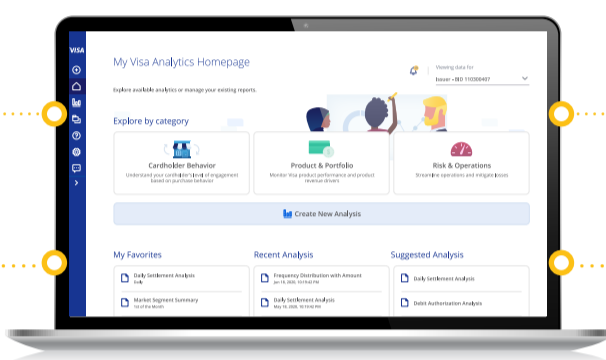 VISA
My Visa Analytics Homepage
Viewing data for
Issuer - BID 110300407
Explore available analytics or manage your existing reports.
Explore by category
Cardholder Behavior
Understand your cardholder's level of engagement
based on purchase behavior
Product & Portfolio
Monitor Visa product performance and product
revenue drivers
Risk & Operations
Streamline operations and mitigate losses
Create New Analysis
My Favorites
Daily Settlement Analysis
Daily
Market Segment Summary
1st of the Month
Recent Analysis
Frequency Distribution with Amount
Daily Settlement Analysis
Suggested Analysis
Daily Settlement Analysis
Debit Authorization Analysis